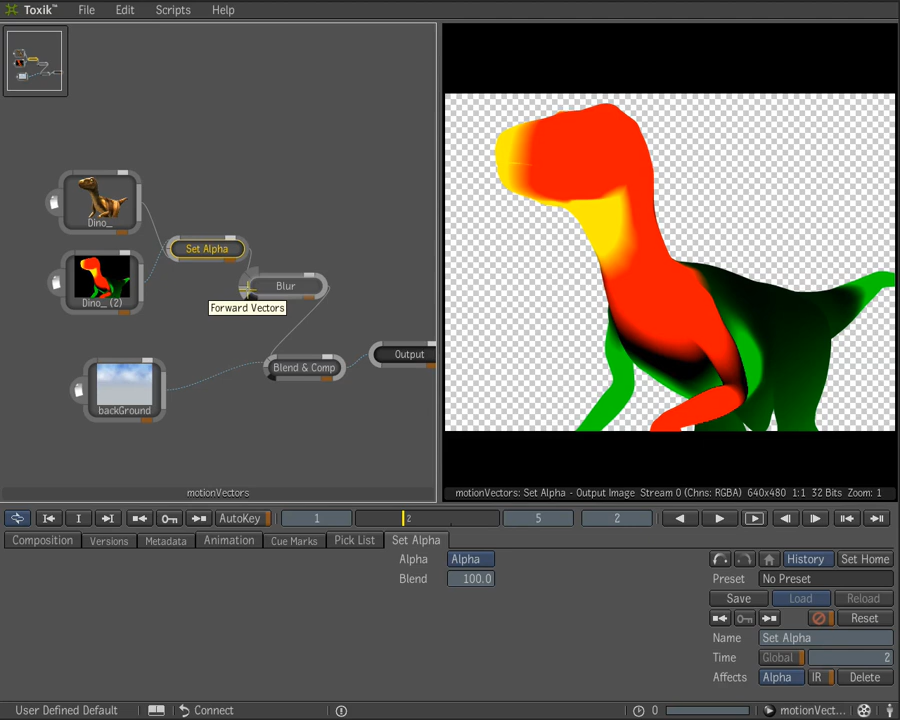 Toxik™ File Edit Scripts Help
Dino_
Set Alpha
Dino_ (2)
Blur
Forward Vectors
Blend & Comp
Output
backGround
motionVectors
motionVectors: Set Alpha - Output Image Stream 0 (Chns: RGBA) 640x480 1:1 32 Bits Zoom: 1
AutoKey 1 2 5 2
Composition Versions Metadata Animation Cue Marks Pick List Set Alpha
Alpha Alpha
Blend 100.0
History Set Home
Preset No Preset
Save Load Reload
Reset
Name Set Alpha
Time Global 2
Affects Alpha IR Delete
User Defined Default Connect 0 motionVect...